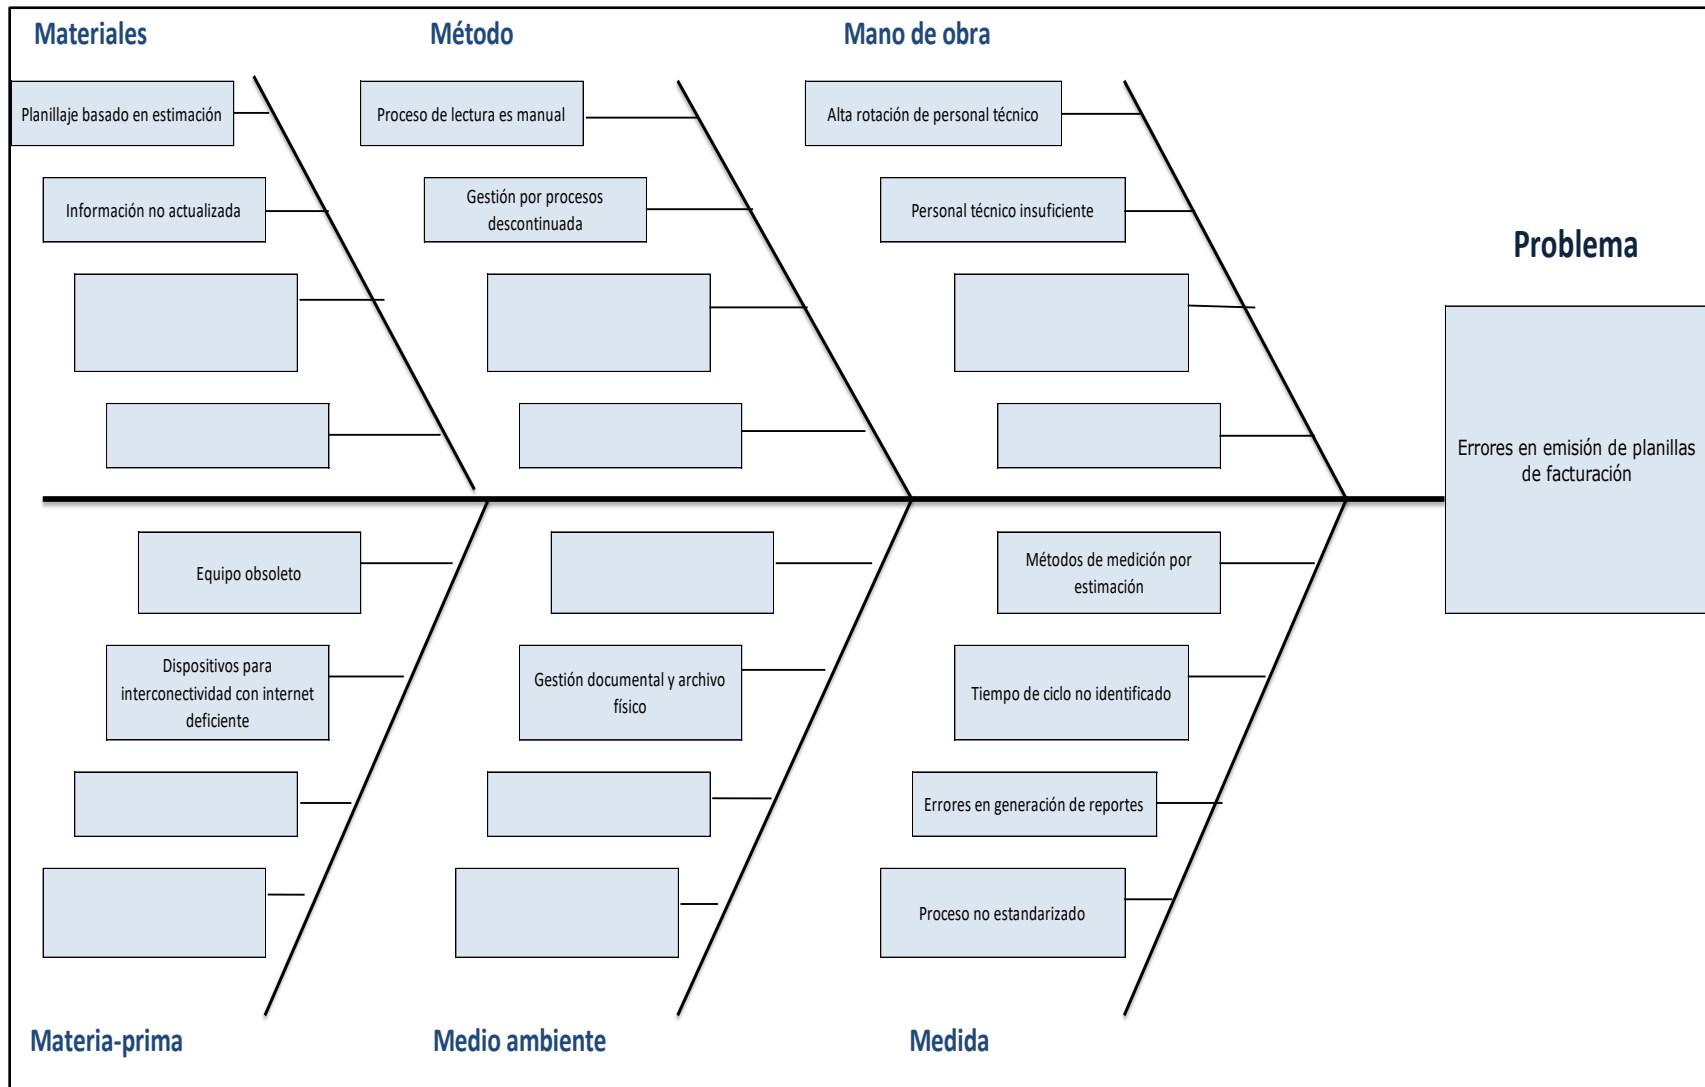 Materiales
Método
Mano de obra
Planillaje basado en estimación
Proceso de lectura es manual
Alta rotación de personal técnico
Información no actualizada
Gestión por procesos
descontinuada
Personal técnico insuficiente
Problema
Errores en emisión de planillas
de facturación
Equipo obsoleto
Métodos de medición por
estimación
Dispositivos para
interconectividad con internet
deficiente
Gestión documental y archivo
físico
Tiempo de ciclo no identificado
Errores en generación de reportes
Proceso no estandarizado
Materia-prima
Medio ambiente
Medida